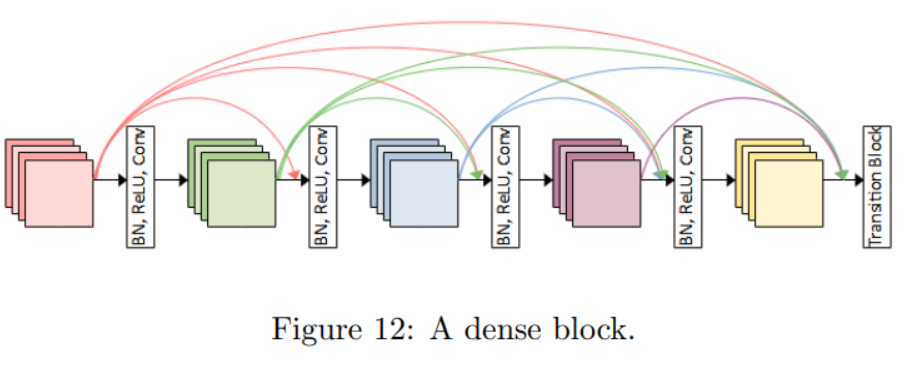 BN, ReLU, Conv
BN, ReLU, Conv
BN, ReLU, Conv
BN, ReLU, Conv
Transition Block
Figure 12: A dense block.